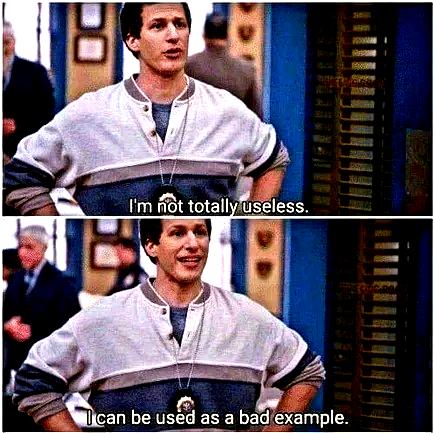 I'm not totally useless.
I can be used as a bad example.